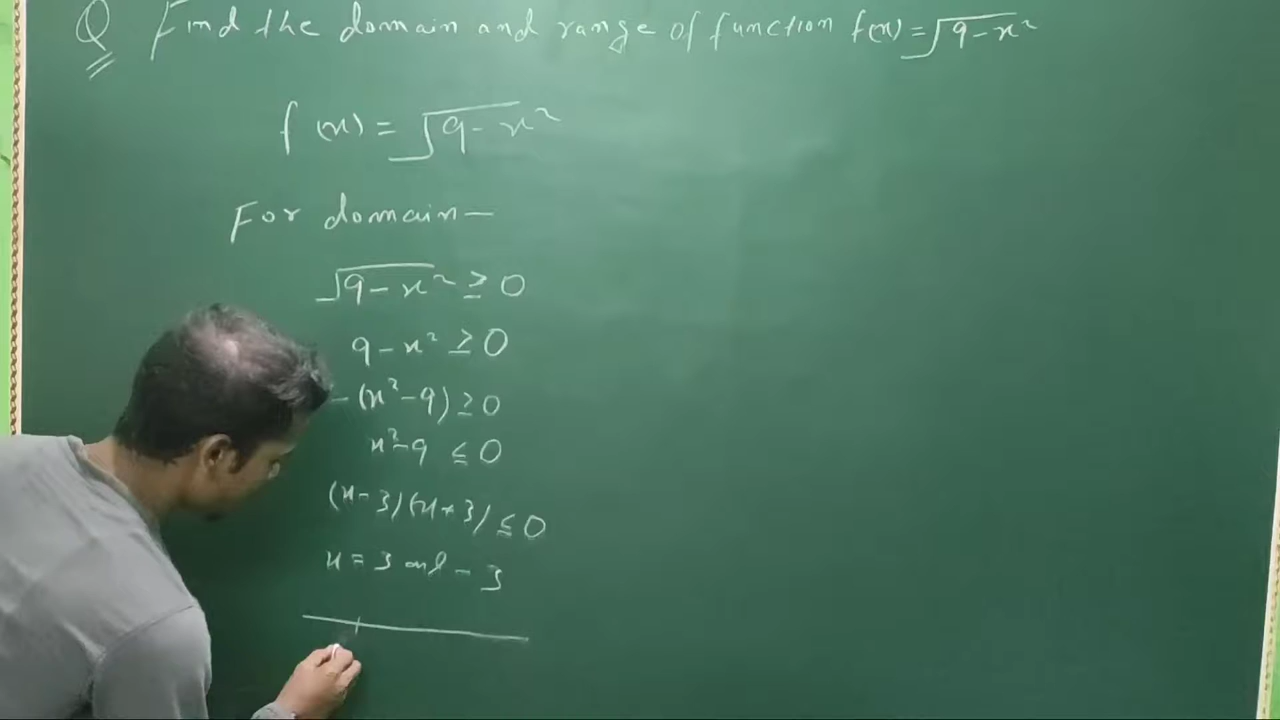 Q Find the domain and range of function f(x) = √9-x²
f(x) = √9-x²
For domain —
√9-x² ≥ 0
9-x² ≥ 0
-(x²-9) ≥ 0
x²-9 ≤ 0
(x-3)(x+3) ≤ 0
x = 3 and -3